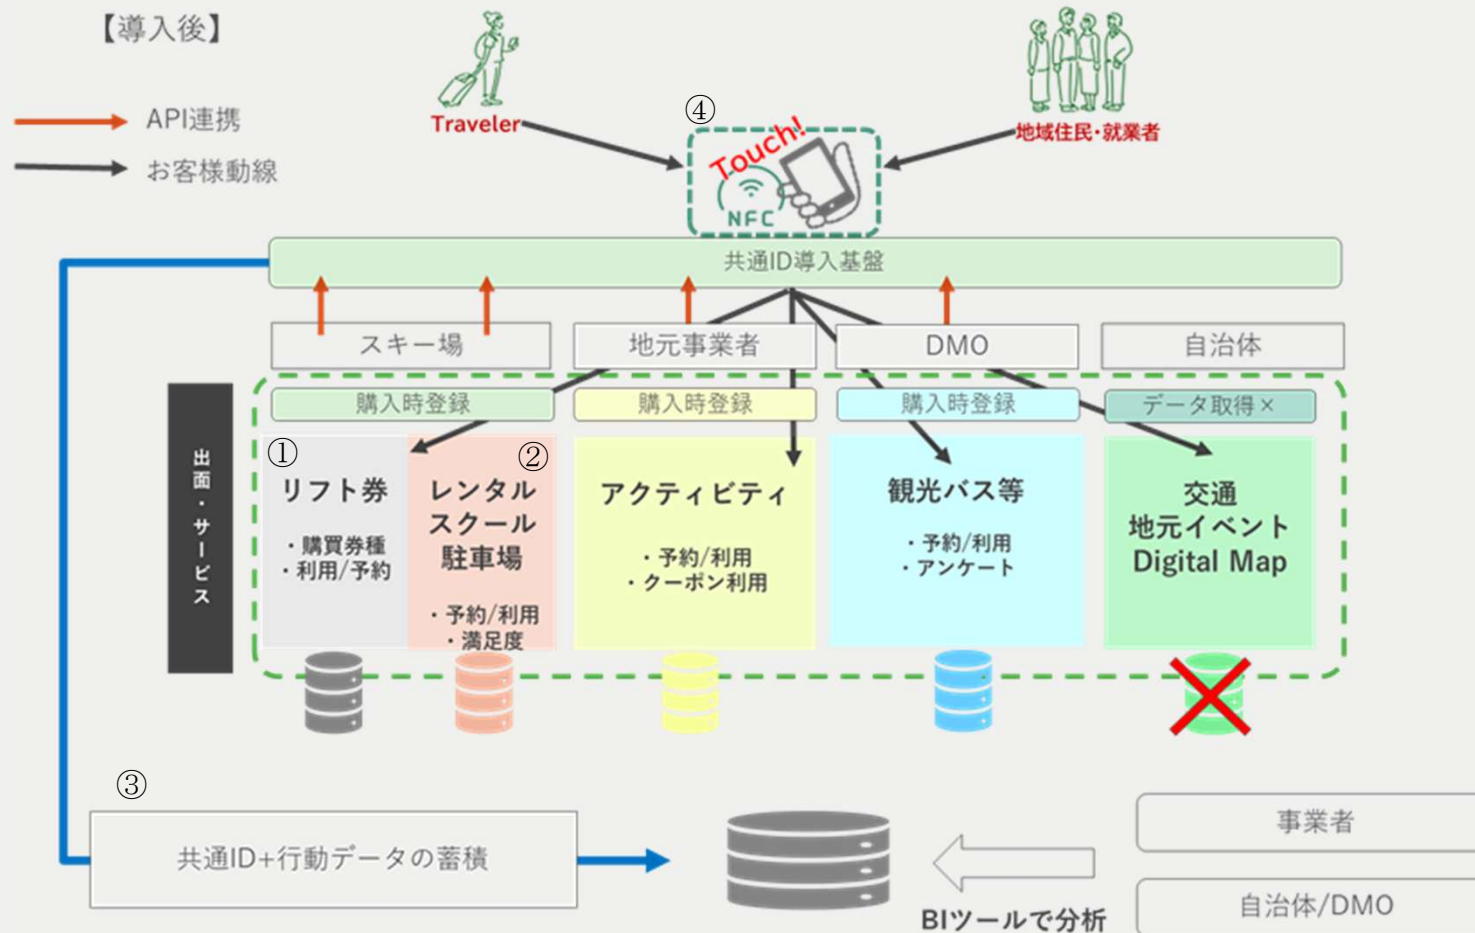 【導入後】
API連携
お客様動線
Traveler
④
Touch!
NFC
地域住民・就業者
共通ID導入基盤
スキー場
地元事業者
DMO
自治体
購入時登録
購入時登録
購入時登録
データ取得×
出面・サービス
①
リフト券
・購買券種
・利用/予約
②
レンタル
スクール
駐車場
・予約/利用
・満足度
アクティビティ
・予約/利用
・クーポン利用
観光バス等
・予約/利用
・アンケート
交通
地元イベント
Digital Map
③
共通ID+行動データの蓄積
BIツールで分析
事業者
自治体/DMO